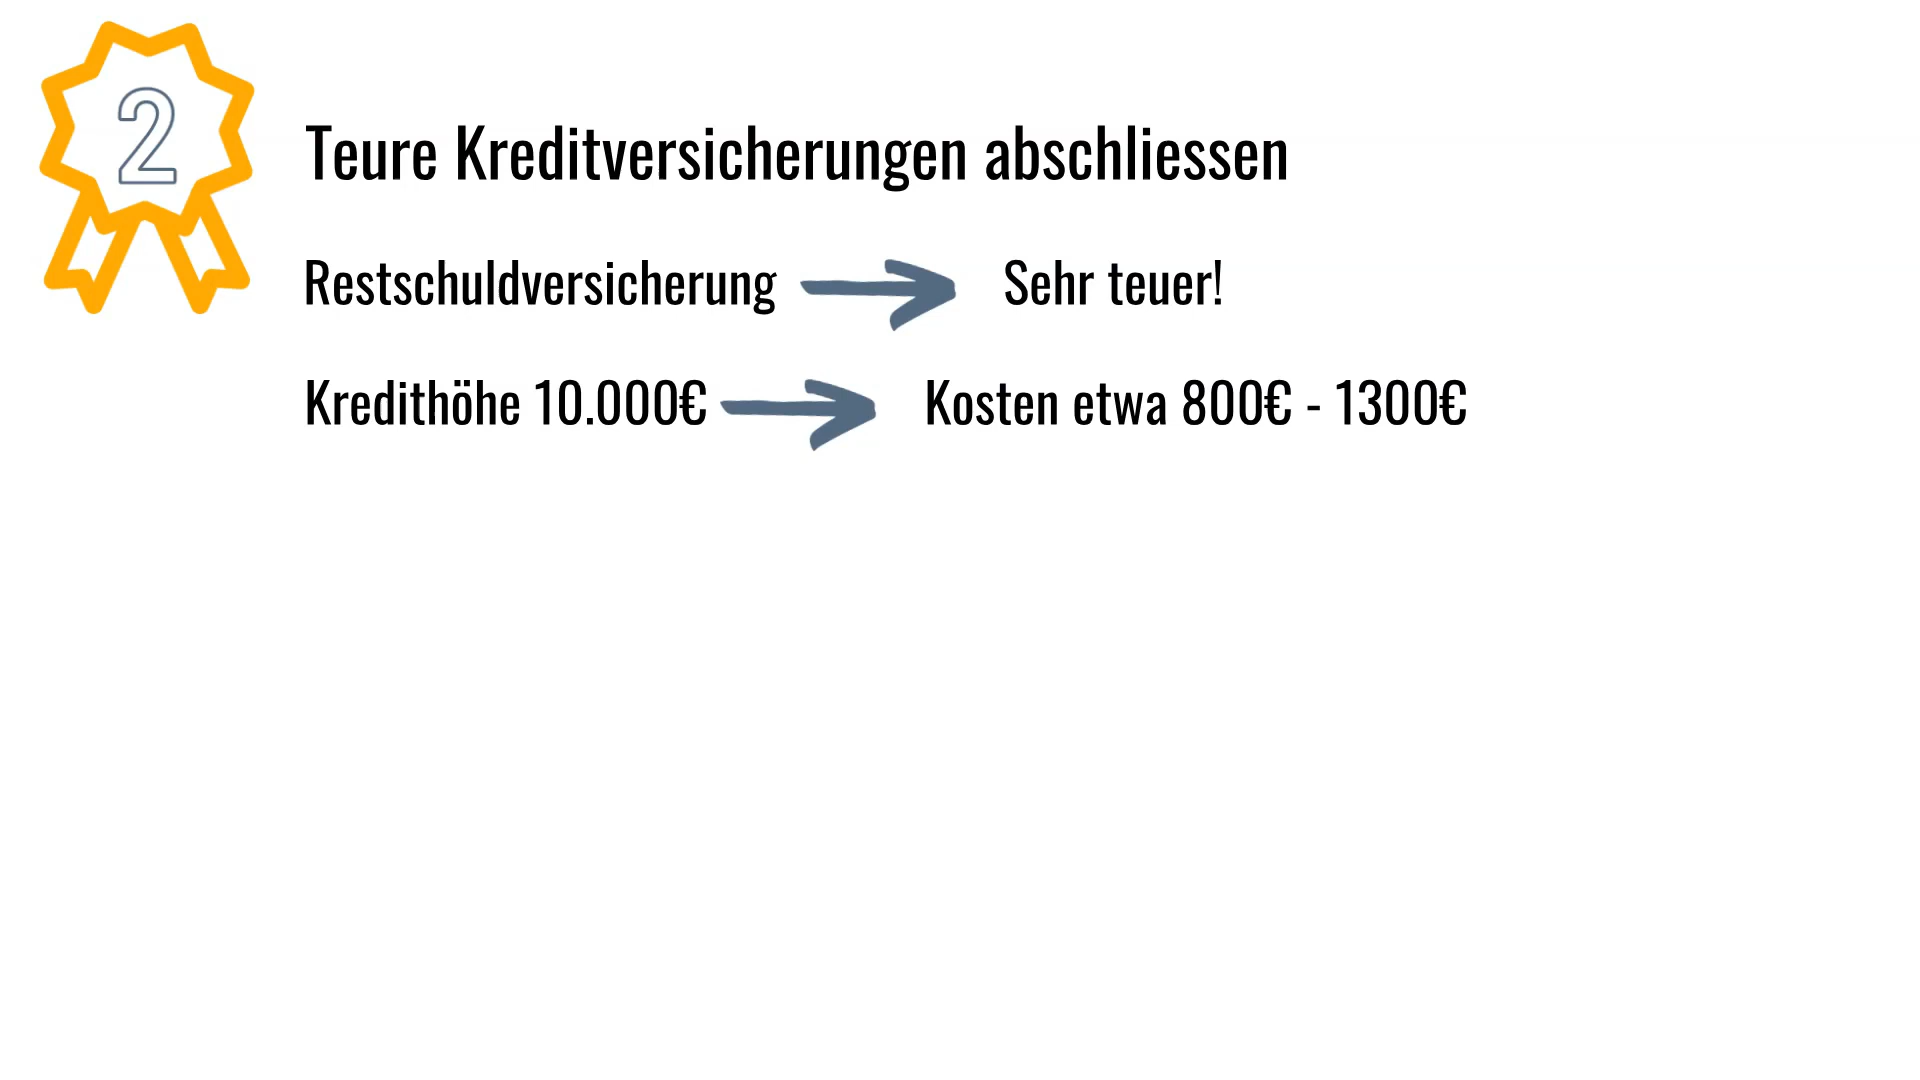 2
Teure Kreditversicherungen abschliessen
Restschuldversicherung Sehr teuer!
Kredithöhe 10.000€ Kosten etwa 800€ - 1300€